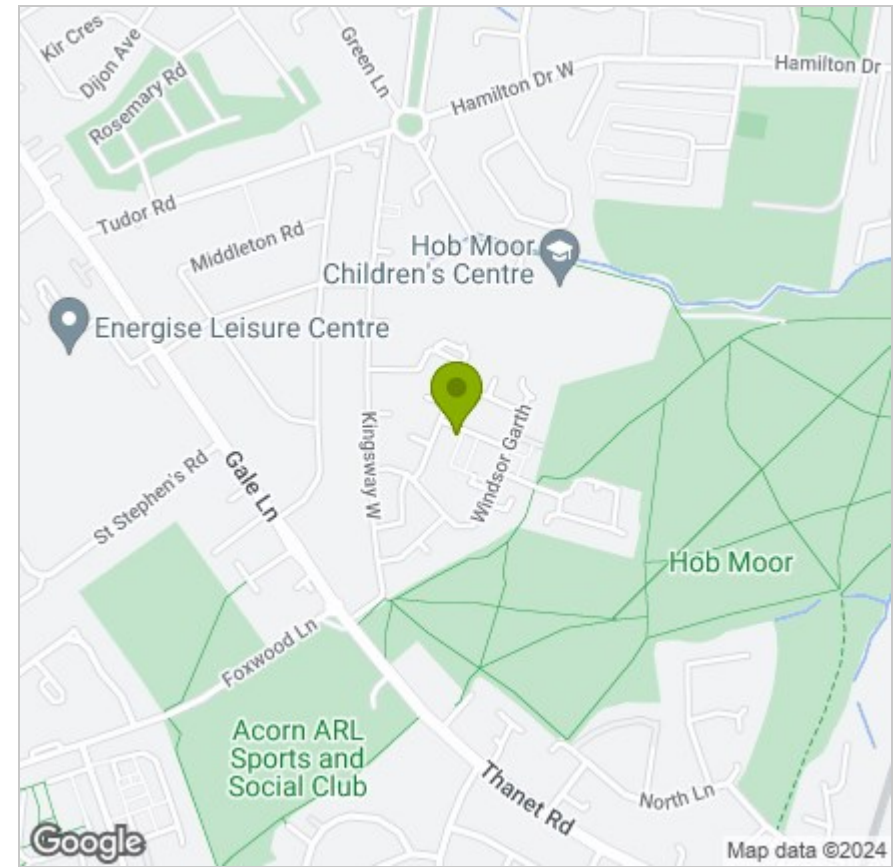 Kir Cres
Dijon Ave
Rosemary Rd
Green Ln
Hamilton Dr W
Hamilton Dr
Tudor Rd
Middleton Rd
Hob Moor
Children's Centre
Energise Leisure Centre
Kingsway W
Windsor Garth
St Stephen's Rd
Gale Ln
Hob Moor
Foxwood Ln
Acorn ARL
Sports and
Social Club
Thanet Rd
North Ln
Google
Map data ©2024